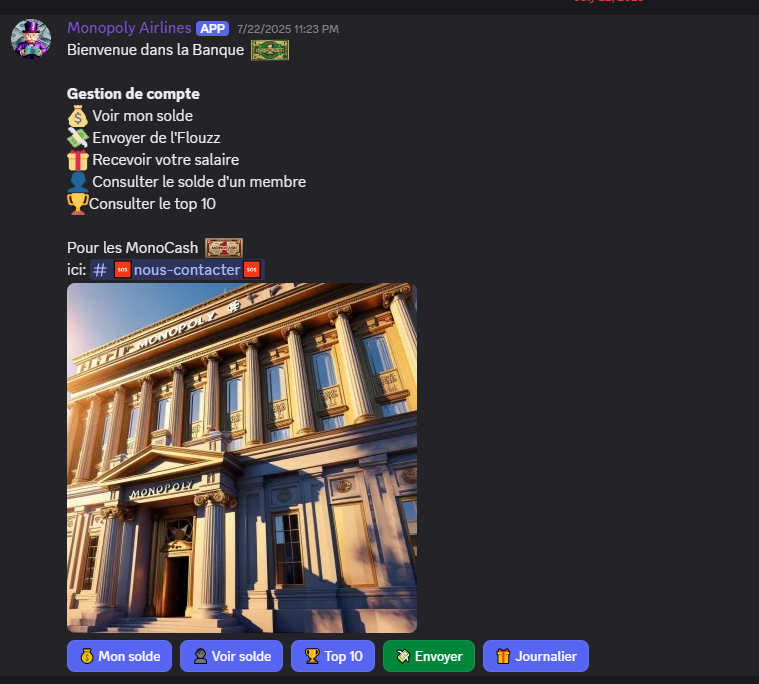 Monopoly Airlines APP 7/22/2025 11:23 PM
Bienvenue dans la Banque
Gestion de compte
Voir mon solde
Envoyer de l'Flouzz
Recevoir votre salaire
Consulter le solde d'un membre
Consulter le top 10
Pour les MonoCash
ici: # SOS nous-contacter SOS
MONOPOLY
MONOPOLY
Mon solde Voir solde Top 10 Envoyer Journalier